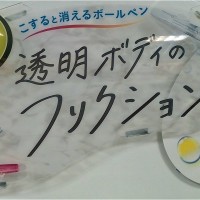 こすると消えるボールペン
透明ボディの
フリクション